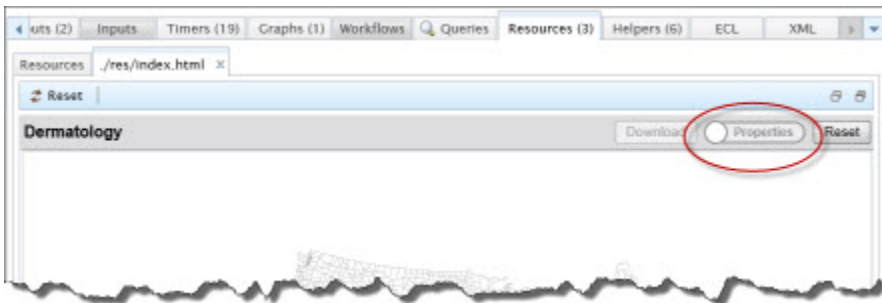 uts (2) Inputs Timers (19) Graphs (1) Workflows Queries Resources (3) Helpers (6) ECL XML
Resources ./res/index.html ×
Reset
Dermatology Download Properties Reset